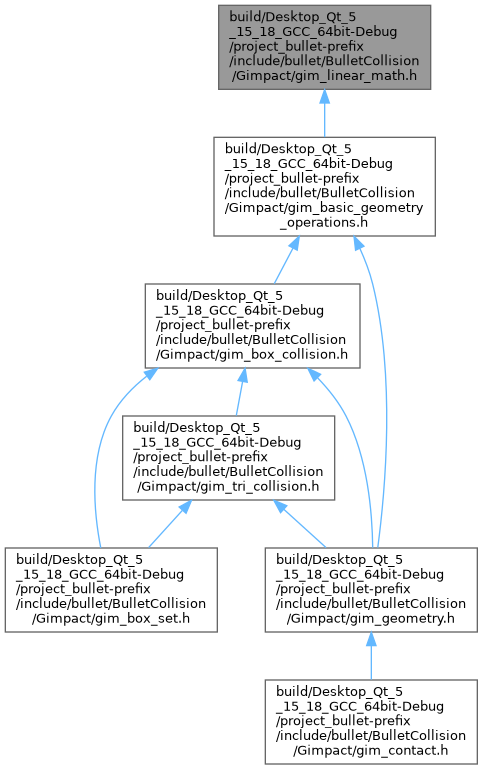 build/Desktop_Qt_5
_15_18_GCC_64bit-Debug
/project_bullet-prefix
/include/bullet/BulletCollision
/Gimpact/gim_linear_math.h
build/Desktop_Qt_5
_15_18_GCC_64bit-Debug
/project_bullet-prefix
/include/bullet/BulletCollision
/Gimpact/gim_basic_geometry
_operations.h
build/Desktop_Qt_5
_15_18_GCC_64bit-Debug
/project_bullet-prefix
/include/bullet/BulletCollision
/Gimpact/gim_box_collision.h
build/Desktop_Qt_5
_15_18_GCC_64bit-Debug
/project_bullet-prefix
/include/bullet/BulletCollision
/Gimpact/gim_tri_collision.h
build/Desktop_Qt_5
_15_18_GCC_64bit-Debug
/project_bullet-prefix
/include/bullet/BulletCollision
/Gimpact/gim_box_set.h
build/Desktop_Qt_5
_15_18_GCC_64bit-Debug
/project_bullet-prefix
/include/bullet/BulletCollision
/Gimpact/gim_geometry.h
build/Desktop_Qt_5
_15_18_GCC_64bit-Debug
/project_bullet-prefix
/include/bullet/BulletCollision
/Gimpact/gim_contact.h